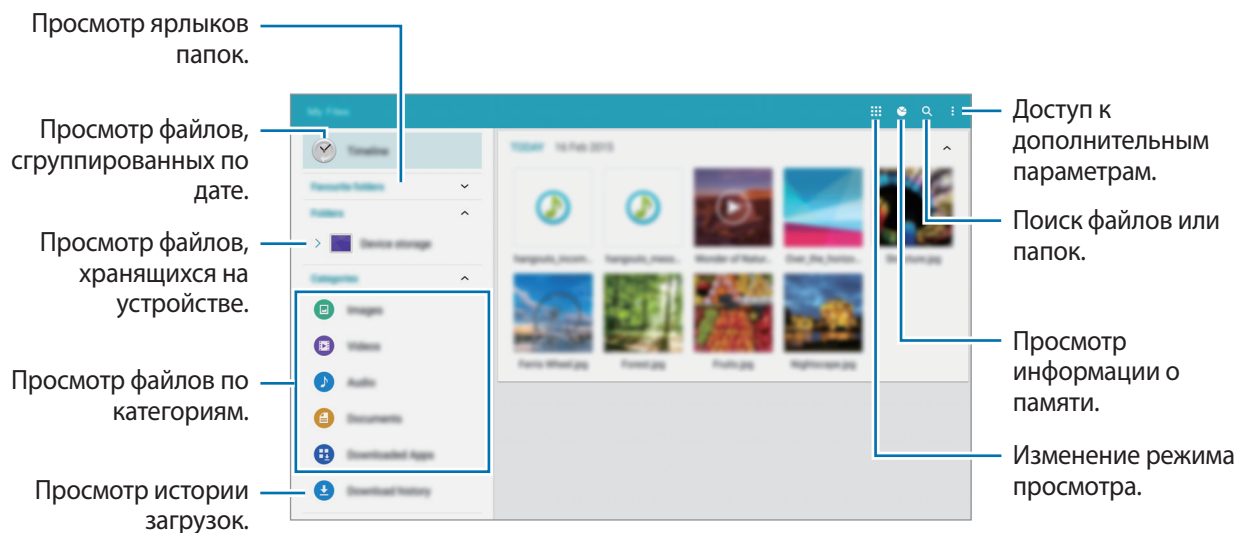 Просмотр ярлыков
папок.
Просмотр файлов,
сгруппированных по
дате.
Просмотр файлов,
хранящихся на
устройстве.
Просмотр файлов по
категориям.
Просмотр истории
загрузок.
My Files
Timeline
Favourite folders
Folders
Device storage
Categories
Images
Videos
Audio
Documents
Downloaded Apps
Download history
TODAY 16 Feb 2015
Ferris Wheel.jpg
Forest.jpg
Fruits.jpg
Nightscape.jpg
Доступ к
дополнительным
параметрам.
Поиск файлов или
папок.
Просмотр
информации о
памяти.
Изменение режима
просмотра.